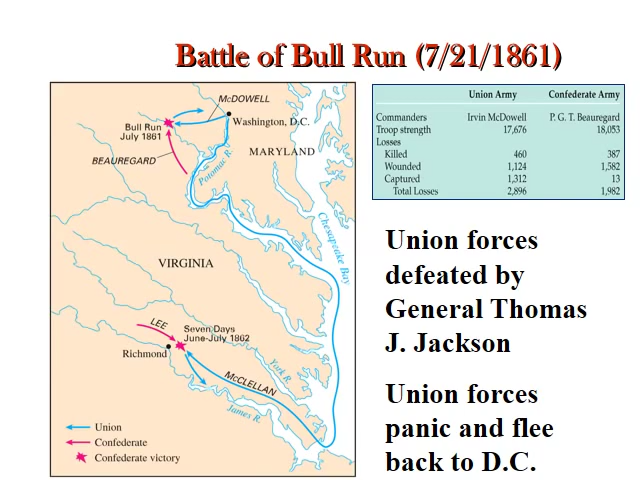 Battle of Bull Run (7/21/1861)
McDOWELL
Bull Run
July 1861
Washington, D.C.
BEAUREGARD
MARYLAND
Potomac R.
Chesapeake Bay
VIRGINIA
LEE
Seven Days
June-July 1862
Richmond
McCLELLAN
York R.
James R.
Union
Confederate
Confederate victory
Union Army Confederate Army
Commanders Irvin McDowell P. G. T. Beauregard
Troop strength 17,676 18,053
Losses
Killed 460 387
Wounded 1,124 1,582
Captured 1,312 13
Total Losses 2,896 1,982
Union forces
defeated by
General Thomas
J. Jackson
Union forces
panic and flee
back to D.C.